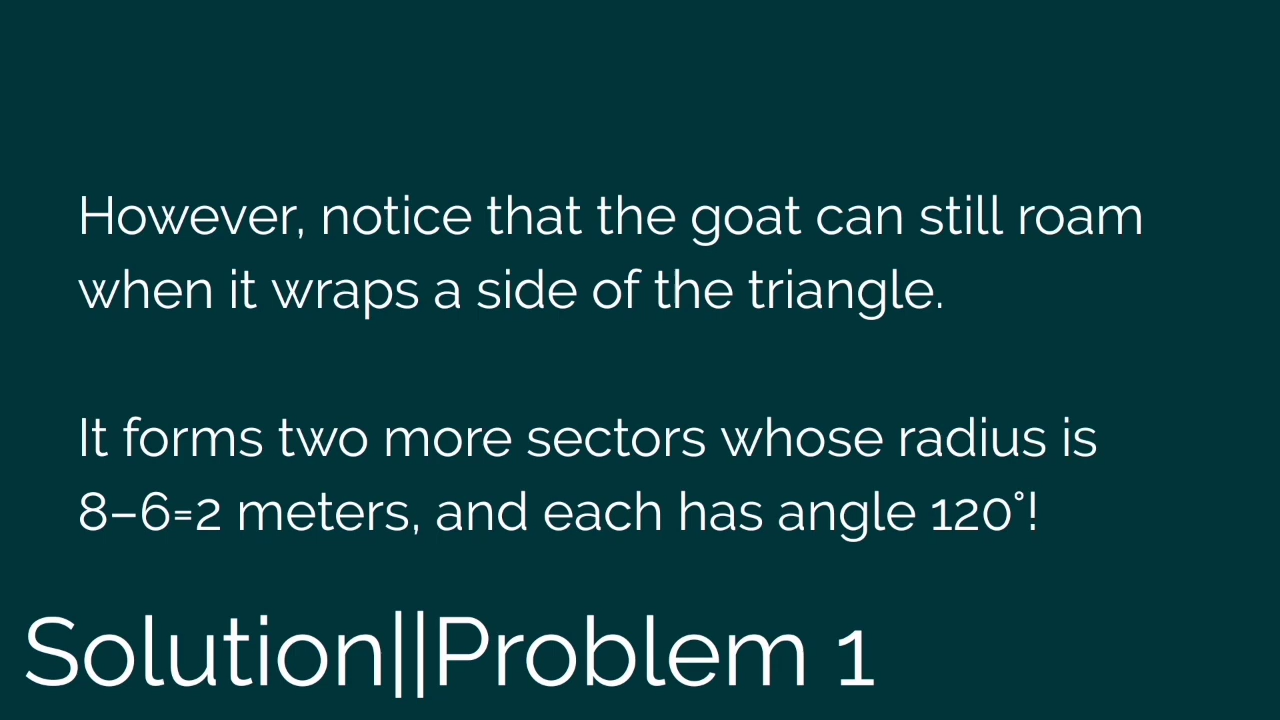 However, notice that the goat can still roam
when it wraps a side of the triangle.
It forms two more sectors whose radius is
8–6=2 meters, and each has angle 120°!
Solution||Problem 1